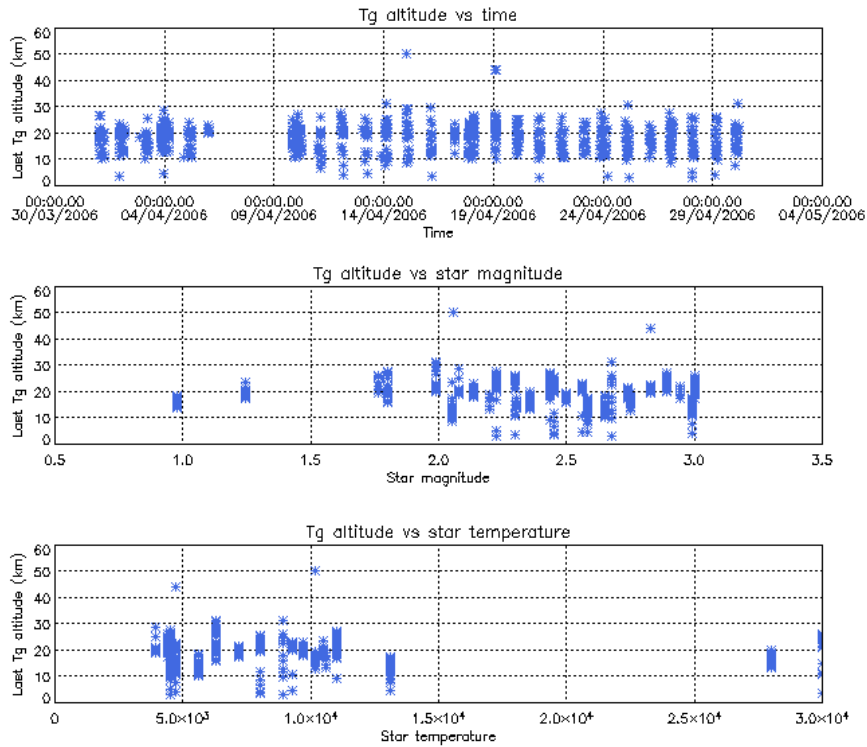 Tg altitude vs time
Last Tg altitude (km)
60
50
40
30
20
10
0
00:00.00 00:00.00 00:00.00 00:00.00 00:00.00 00:00.00 00:00.00 00:00.00
30/03/2006 04/04/2006 09/04/2006 14/04/2006 19/04/2006 24/04/2006 29/04/2006 04/05/2006
Time
Tg altitude vs star magnitude
Last Tg altitude (km)
60
50
40
30
20
10
0
0.5 1.0 1.5 2.0 2.5 3.0 3.5
Star magnitude
Tg altitude vs star temperature
Last Tg altitude (km)
60
50
40
30
20
10
0
0 5.0×10³ 1.0×10⁴ 1.5×10⁴ 2.0×10⁴ 2.5×10⁴ 3.0×10⁴
Star temperature